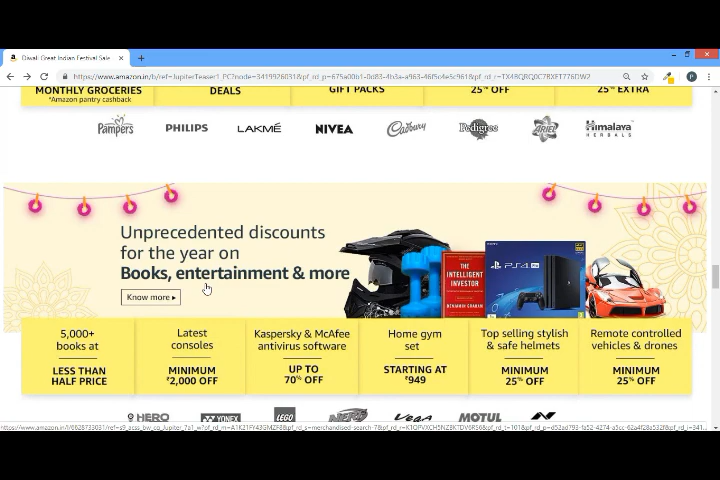 Diwali Great Indian Festival Sale
MONTHLY GROCERIES
*Amazon pantry cashback
DEALS
GIFT PACKS
25% OFF
25% EXTRA
Pampers PHILIPS LAKMÉ NIVEA Cadbury Pedigree ARIEL Himalaya
HERBALS
Unprecedented discounts
for the year on
Books, entertainment & more
Know more
THE
INTELLIGENT
INVESTOR
BENJAMIN GRAHAM
SONY
PS4 Pro
5,000+
books at
LESS THAN
HALF PRICE
Latest
consoles
MINIMUM
₹2,000 OFF
Kaspersky & McAfee
antivirus software
UP TO
70% OFF
Home gym
set
STARTING AT
₹949
Top selling stylish
& safe helmets
MINIMUM
25% OFF
Remote controlled
vehicles & drones
MINIMUM
25% OFF
HERO YONEX LEGO NERF Vega MOTUL